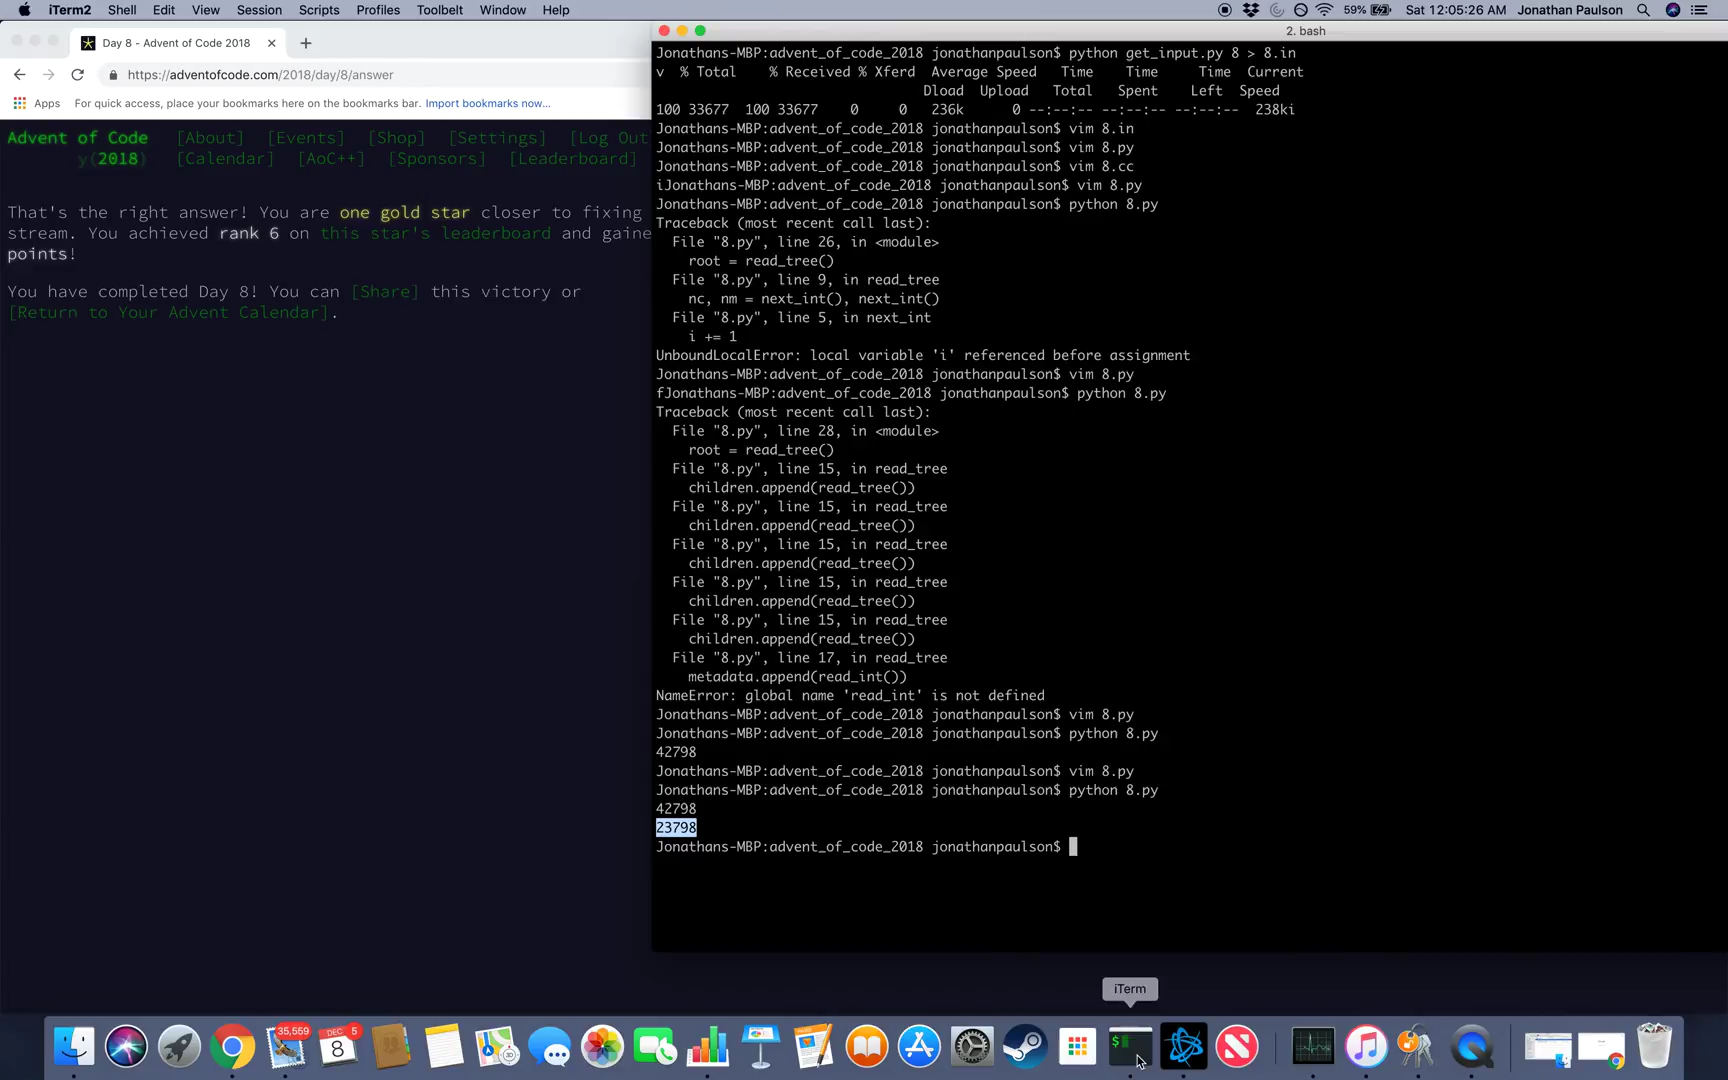 iTerm2 Shell Edit View Session Scripts Profiles Toolbelt Window Help 59% Sat 12:05:26 AM Jonathan Paulson
Day 8 - Advent of Code 2018
https://adventofcode.com/2018/day/8/answer
Apps For quick access, place your bookmarks here on the bookmarks bar. Import bookmarks now...
Advent of Code [About] [Events] [Shop] [Settings] [Log Out
y(2018) [Calendar] [AoC++] [Sponsors] [Leaderboard]
That's the right answer! You are one gold star closer to fixing
stream. You achieved rank 6 on this star's leaderboard and gaine
points!
You have completed Day 8! You can [Share] this victory or
[Return to Your Advent Calendar].
2. bash
Jonathans-MBP:advent_of_code_2018 jonathanpaulson$ python get_input.py 8 > 8.in
v % Total % Received % Xferd Average Speed Time Time Time Current
Dload Upload Total Spent Left Speed
100 33677 100 33677 0 0 236k 0 --:--:-- --:--:-- --:--:-- 238ki
Jonathans-MBP:advent_of_code_2018 jonathanpaulson$ vim 8.in
Jonathans-MBP:advent_of_code_2018 jonathanpaulson$ vim 8.py
Jonathans-MBP:advent_of_code_2018 jonathanpaulson$ vim 8.cc
iJonathans-MBP:advent_of_code_2018 jonathanpaulson$ vim 8.py
Jonathans-MBP:advent_of_code_2018 jonathanpaulson$ python 8.py
Traceback (most recent call last):
File "8.py", line 26, in <module>
root = read_tree()
File "8.py", line 9, in read_tree
nc, nm = next_int(), next_int()
File "8.py", line 5, in next_int
i += 1
UnboundLocalError: local variable 'i' referenced before assignment
Jonathans-MBP:advent_of_code_2018 jonathanpaulson$ vim 8.py
fJonathans-MBP:advent_of_code_2018 jonathanpaulson$ python 8.py
Traceback (most recent call last):
File "8.py", line 28, in <module>
root = read_tree()
File "8.py", line 15, in read_tree
children.append(read_tree())
File "8.py", line 15, in read_tree
children.append(read_tree())
File "8.py", line 15, in read_tree
children.append(read_tree())
File "8.py", line 15, in read_tree
children.append(read_tree())
File "8.py", line 15, in read_tree
children.append(read_tree())
File "8.py", line 17, in read_tree
metadata.append(read_int())
NameError: global name 'read_int' is not defined
Jonathans-MBP:advent_of_code_2018 jonathanpaulson$ vim 8.py
Jonathans-MBP:advent_of_code_2018 jonathanpaulson$ python 8.py
42798
Jonathans-MBP:advent_of_code_2018 jonathanpaulson$ vim 8.py
Jonathans-MBP:advent_of_code_2018 jonathanpaulson$ python 8.py
42798
23798
Jonathans-MBP:advent_of_code_2018 jonathanpaulson$
iTerm
35,559
DEC 5
8
3D
$